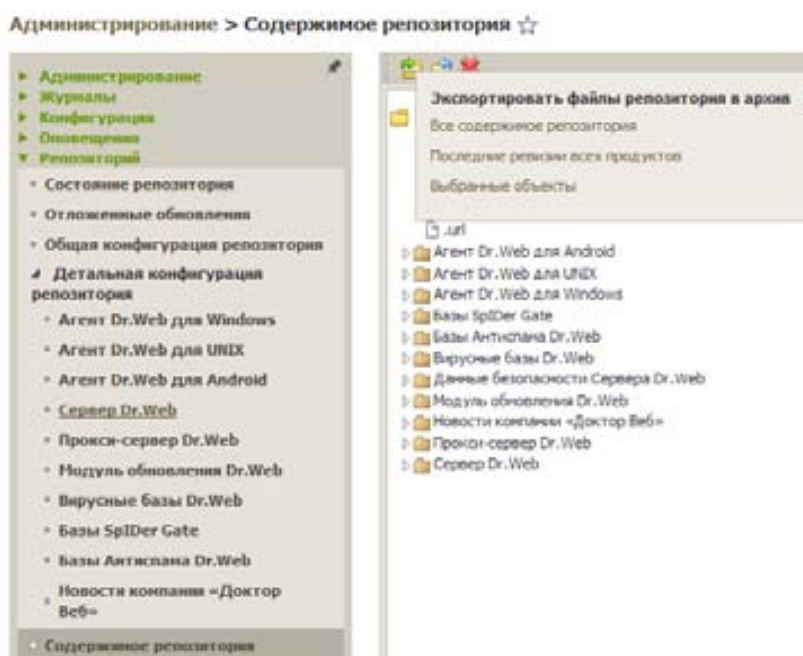 Администрирование > Содержимое репозитория
Администрирование
Журналы
Конфигурация
Оповещения
Репозиторий
Состояние репозитория
Отложенные обновления
Общая конфигурация репозитория
Детальная конфигурация
репозитория
Агент Dr.Web для Windows
Агент Dr.Web для UNIX
Агент Dr.Web для Android
Сервер Dr.Web
Прокси-сервер Dr.Web
Модуль обновления Dr.Web
Вирусные базы Dr.Web
Базы SpIDer Gate
Базы Антиспама Dr.Web
Новости компании «Доктор
Веб»
Содержимое репозитория
Экспортировать файлы репозитория в архив
Все содержимое репозитория
Последние ревизии всех продуктов
Выбранные объекты
.url
Агент Dr.Web для Android
Агент Dr.Web для UNIX
Агент Dr.Web для Windows
Базы SpIDer Gate
Базы Антиспама Dr.Web
Вирусные базы Dr.Web
Данные безопасности Сервера Dr.Web
Модуль обновления Dr.Web
Новости компании «Доктор Веб»
Прокси-сервер Dr.Web
Сервер Dr.Web